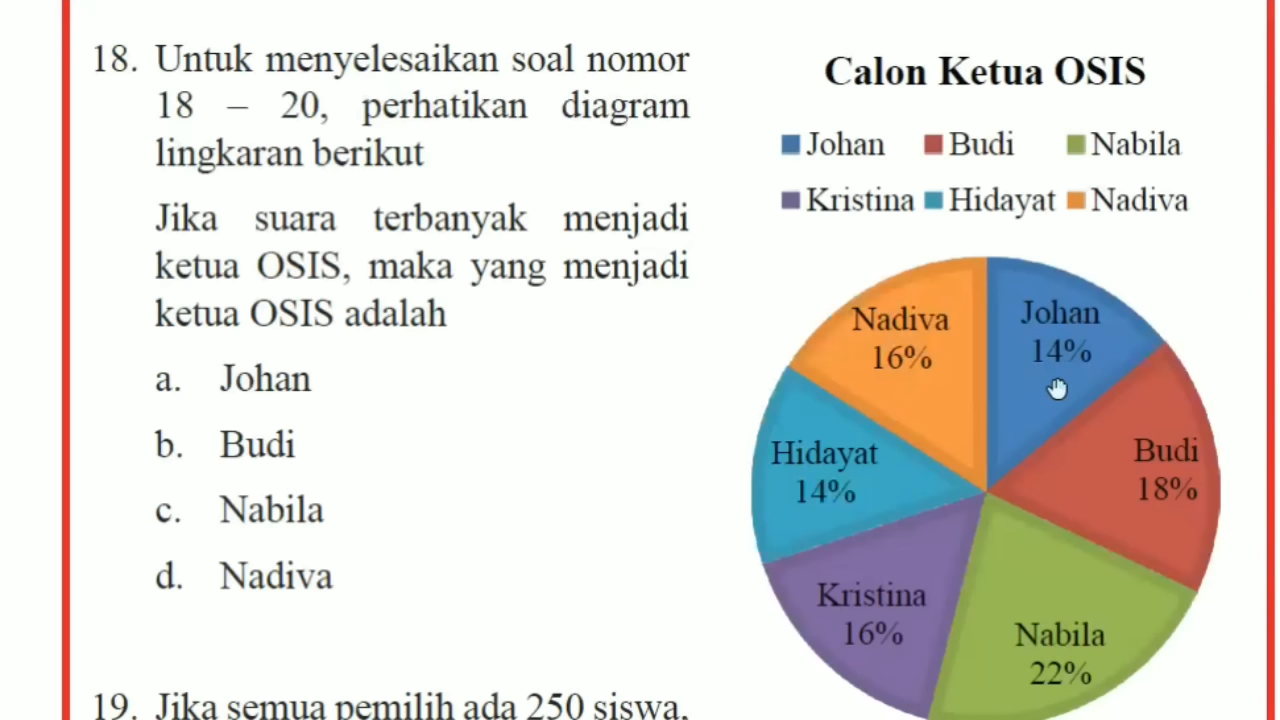 18. Untuk menyelesaikan soal nomor
18 – 20, perhatikan diagram
lingkaran berikut
Jika suara terbanyak menjadi
ketua OSIS, maka yang menjadi
ketua OSIS adalah
a. Johan
b. Budi
c. Nabila
d. Nadiva
19. Jika semua pemilih ada 250 siswa,
Calon Ketua OSIS
Johan Budi Nabila
Kristina Hidayat Nadiva
Nadiva
16%
Johan
14%
Budi
18%
Hidayat
14%
Kristina
16%
Nabila
22%